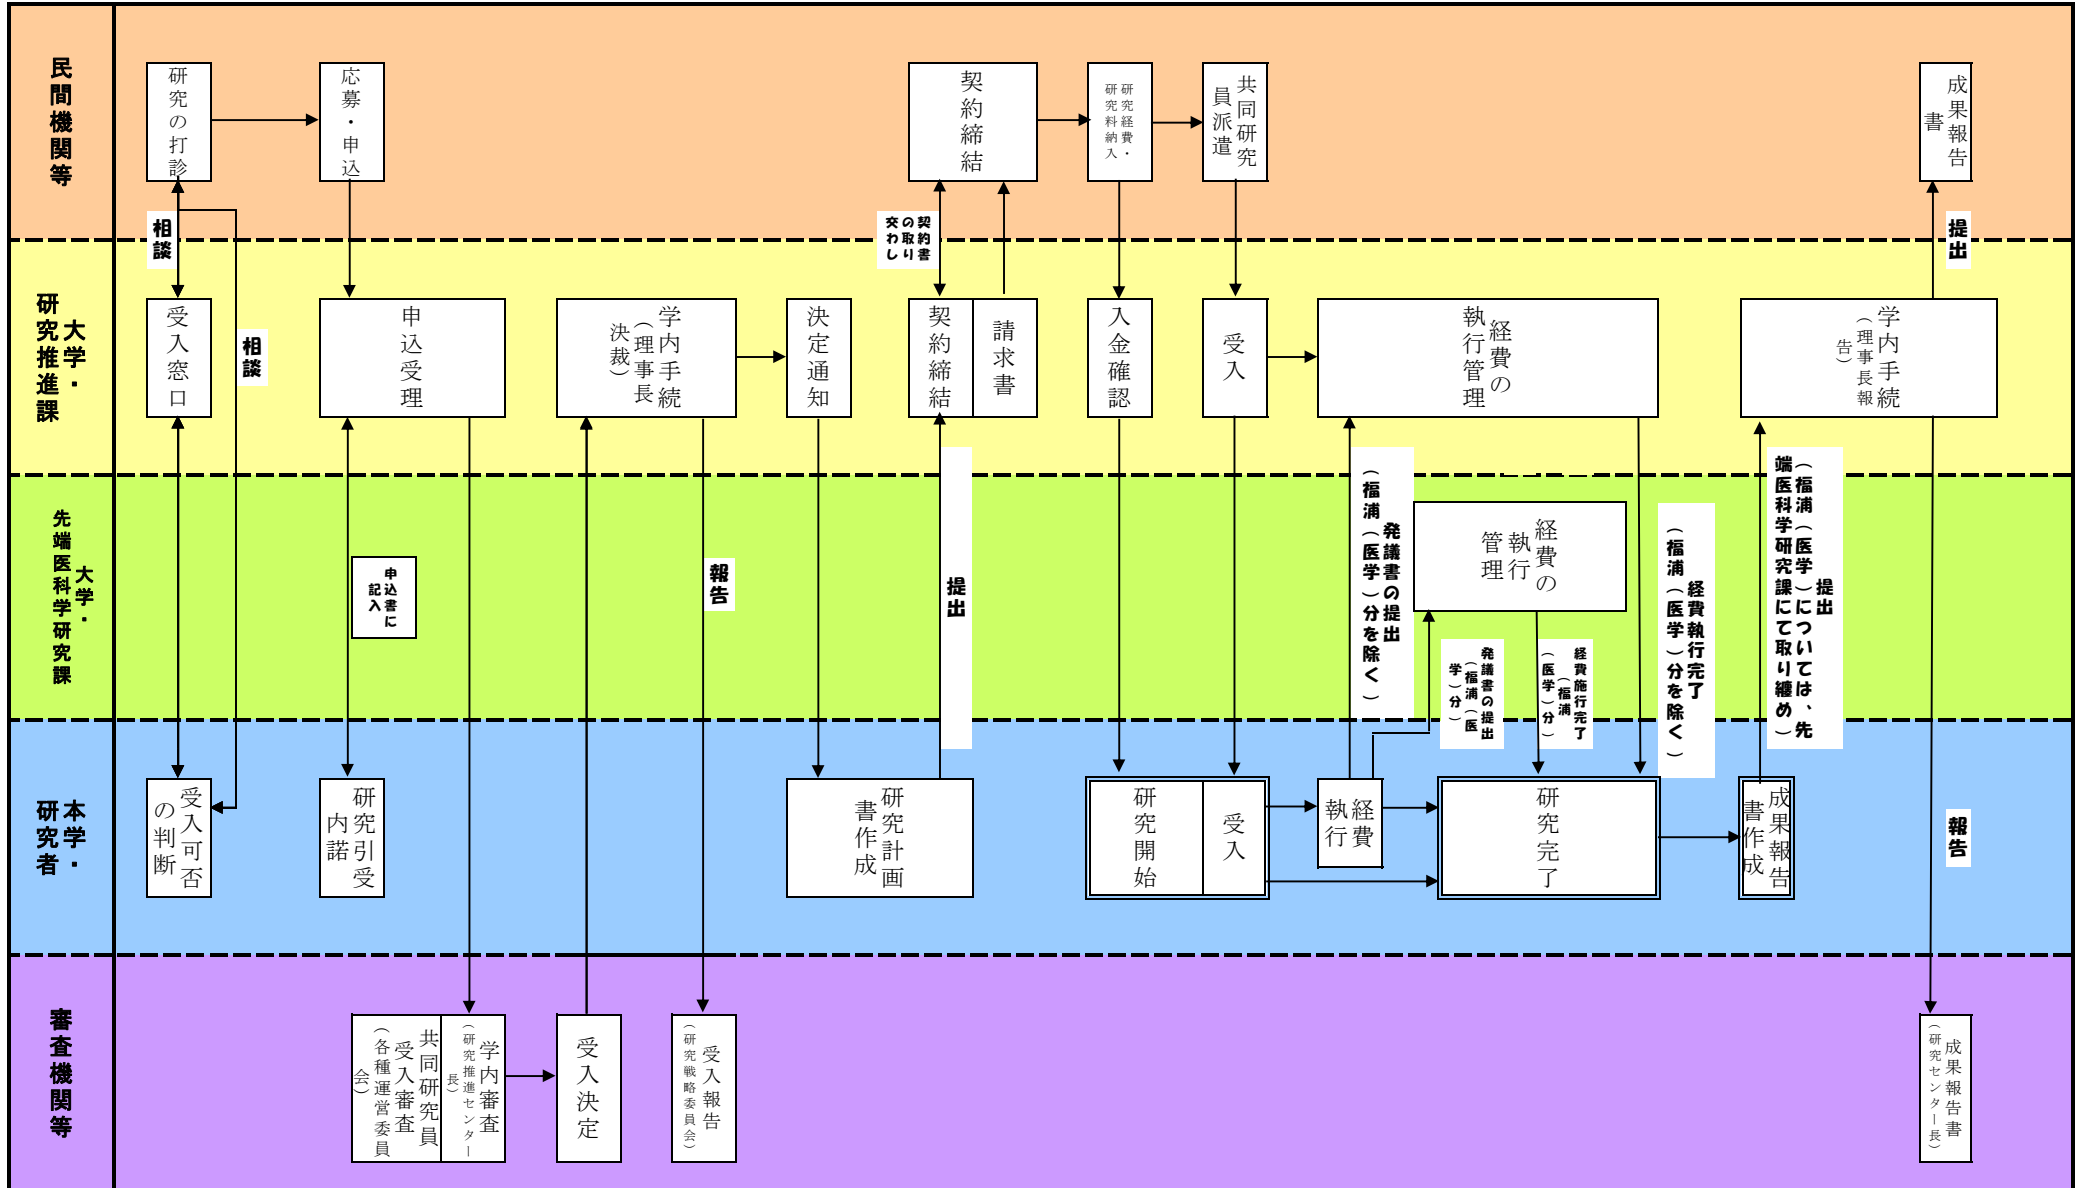 民間機関等
研究の打診
応募・申込
契約締結
研究経費・
研究料納入
共同研究
員派遣
成果報告
書
相談
契約書
の取り
交わし
提出
大学・
研究推進課
受入窓口
相談
申込受理
学内手続
（理事長
決裁）
決定通知
契約締結
請求書
入金確認
受入
経費の
執行管理
学内手続
（理事長報
告）
大学・
先端医科学研究課
申込書に
記入
報告
提出
発議書の提出
（福浦（医学）分を除く）
経費の
執行
管理
発議書の提出
（福浦（医
学）分）
経費施行完了
（福浦
（医学）分）
経費執行完了
（福浦（医学）分を除く）
提出
（福浦（医学）については、先
端医科学研究課にて取り纏め）
本学・
研究者
受入可否
の判断
研究引受
内諾
研究計画
書作成
研究開始
受入
経費
執行
研究完了
成果報告
書作成
報告
審査機関等
共同研究員
受入審査
（各種運営委員
会）
学内審査
（研究推進センター
長）
受入決定
受入報告
（研究戦略委員会）
成果報告書
（研究センター長）